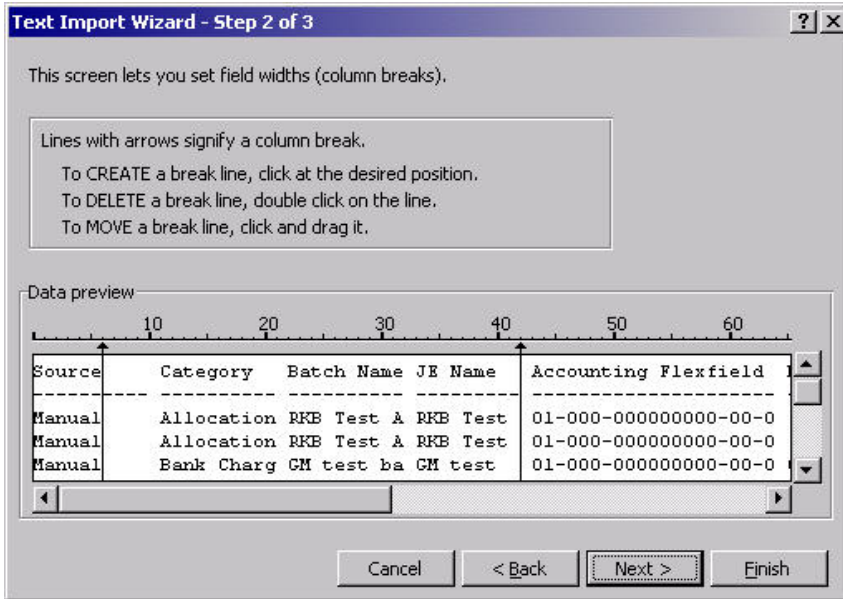 Text Import Wizard - Step 2 of 3
This screen lets you set field widths (column breaks).
Lines with arrows signify a column break.
To CREATE a break line, click at the desired position.
To DELETE a break line, double click on the line.
To MOVE a break line, click and drag it.
Data preview
10 20 30 40 50 60
Source Category Batch Name JE Name Accounting Flexfield
---------- ---------- ---------- --------- ---------------------
Manual Allocation RKB Test A RKB Test 01-000-000000000-00-0
Manual Allocation RKB Test A RKB Test 01-000-000000000-00-0
Manual Bank Charg GM test ba GM test 01-000-000000000-00-0
Cancel < Back Next > Finish